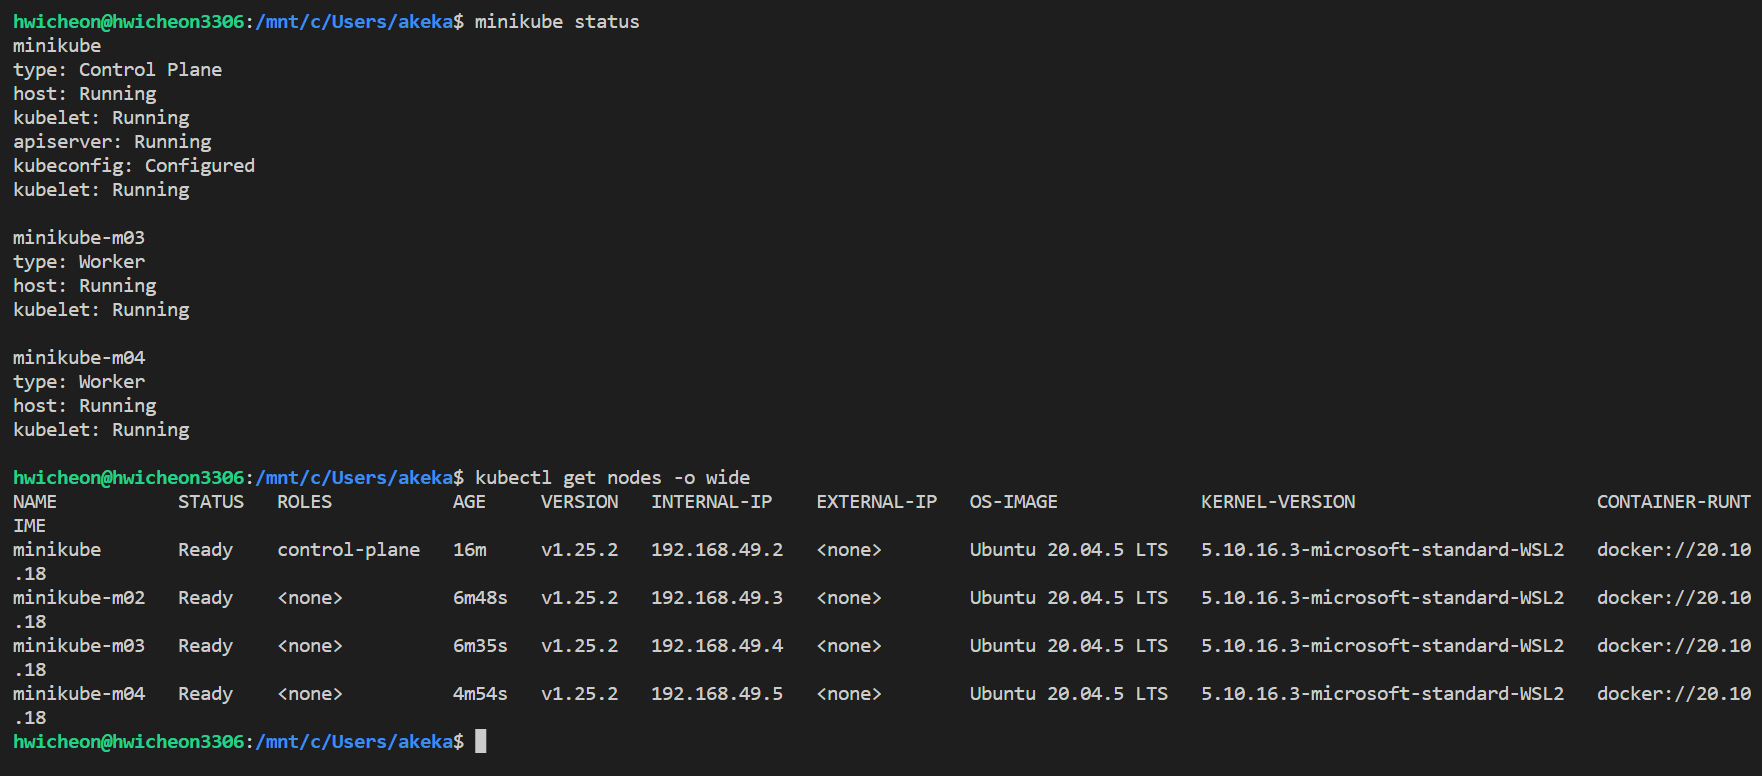 hwicheon@hwicheon3306:/mnt/c/Users/akeka$ minikube status
minikube
type: Control Plane
host: Running
kubelet: Running
apiserver: Running
kubeconfig: Configured
kubelet: Running

minikube-m03
type: Worker
host: Running
kubelet: Running

minikube-m04
type: Worker
host: Running
kubelet: Running

hwicheon@hwicheon3306:/mnt/c/Users/akeka$ kubectl get nodes -o wide
NAME           STATUS   ROLES           AGE     VERSION   INTERNAL-IP    EXTERNAL-IP   OS-IMAGE             KERNEL-VERSION                      CONTAINER-RUNT
IME
minikube       Ready    control-plane   16m     v1.25.2   192.168.49.2   <none>        Ubuntu 20.04.5 LTS   5.10.16.3-microsoft-standard-WSL2   docker://20.10
.18
minikube-m02   Ready    <none>          6m48s   v1.25.2   192.168.49.3   <none>        Ubuntu 20.04.5 LTS   5.10.16.3-microsoft-standard-WSL2   docker://20.10
.18
minikube-m03   Ready    <none>          6m35s   v1.25.2   192.168.49.4   <none>        Ubuntu 20.04.5 LTS   5.10.16.3-microsoft-standard-WSL2   docker://20.10
.18
minikube-m04   Ready    <none>          4m54s   v1.25.2   192.168.49.5   <none>        Ubuntu 20.04.5 LTS   5.10.16.3-microsoft-standard-WSL2   docker://20.10
.18
hwicheon@hwicheon3306:/mnt/c/Users/akeka$